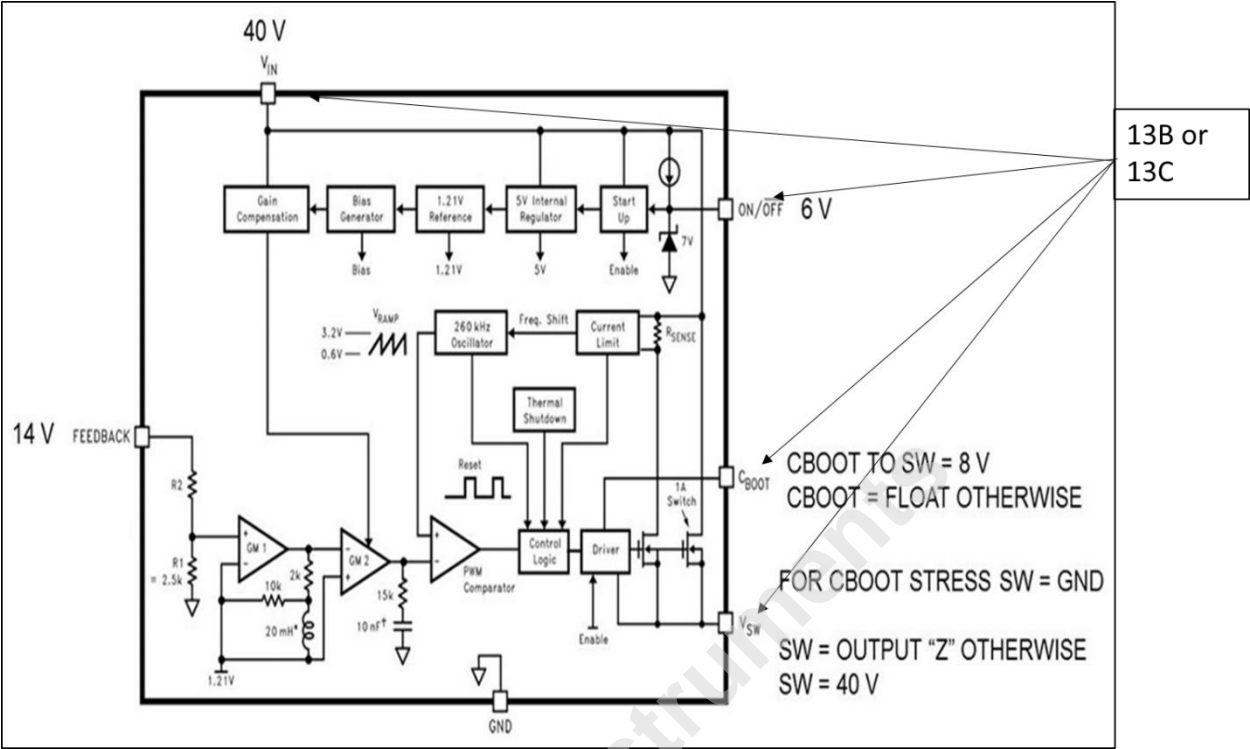 40 V
VIN
13B or
13C
Gain
Compensation
Bias
Generator
1.21V
Reference
5V Internal
Regulator
Start
Up
ON/OFF 6 V
7V
Bias
1.21V
5V
Enable
VRAMP
3.2V
0.6V
260 kHz
Oscillator
Freq. Shift
Current
Limit
RSENSE
Thermal
Shutdown
14 V FEEDBACK
Reset
1A
Switch
CBOOT
CBOOT TO SW = 8 V
CBOOT = FLOAT OTHERWISE
R2
R1
= 2.5k
GM 1
GM 2
PWM
Comparator
Control
Logic
Driver
2k
10k
20 mH*
15k
10 nF†
Enable
1.21V
FOR CBOOT STRESS SW = GND
VSW
SW = OUTPUT “Z” OTHERWISE
SW = 40 V
GND
struments